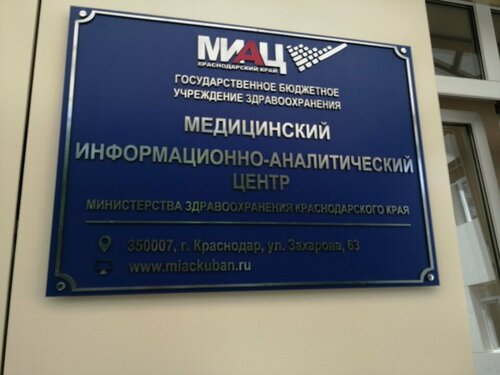 МИАЦ
КРАСНОДАРСКИЙ КРАЙ
ГОСУДАРСТВЕННОЕ БЮДЖЕТНОЕ
УЧРЕЖДЕНИЕ ЗДРАВООХРАНЕНИЯ
МЕДИЦИНСКИЙ
ИНФОРМАЦИОННО-АНАЛИТИЧЕСКИЙ
ЦЕНТР
МИНИСТЕРСТВА ЗДРАВООХРАНЕНИЯ КРАСНОДАРСКОГО КРАЯ
350007, г. Краснодар, ул. Захарова, 63
www.miackuban.ru